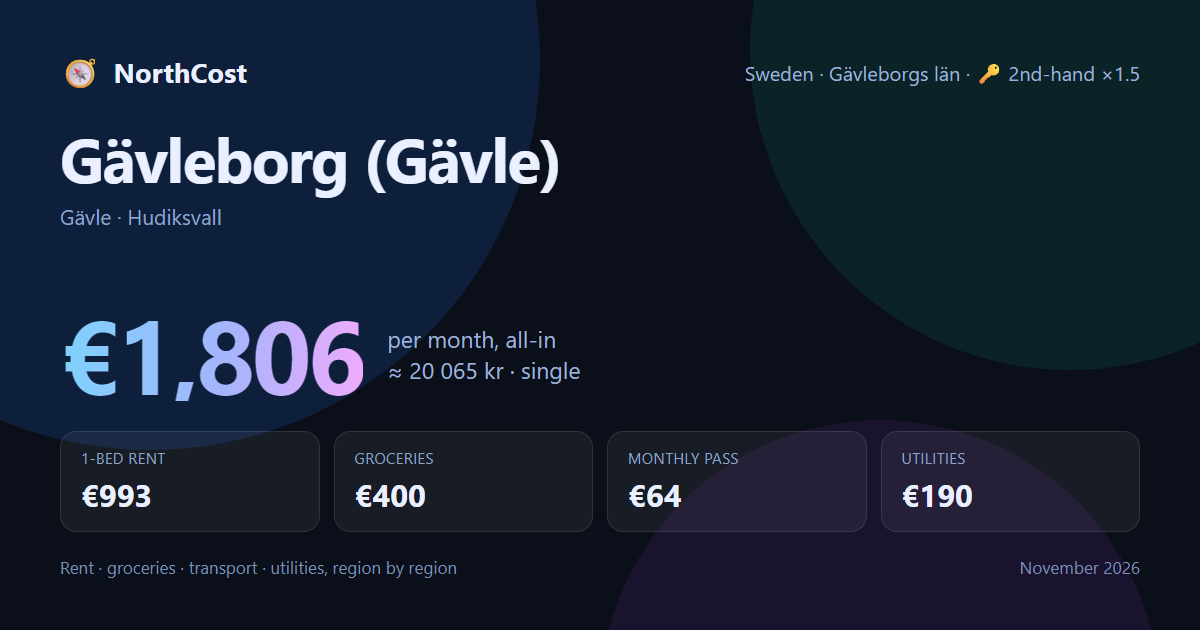 NorthCost
Sweden · Gävleborgs län · 🔑 2nd-hand ×1.5
Gävleborg (Gävle)
Gävle · Hudiksvall
€1,806
per month, all-in
≈ 20 065 kr · single
1-BED RENT
€993
GROCERIES
€400
MONTHLY PASS
€64
UTILITIES
€190
Rent · groceries · transport · utilities, region by region
November 2026